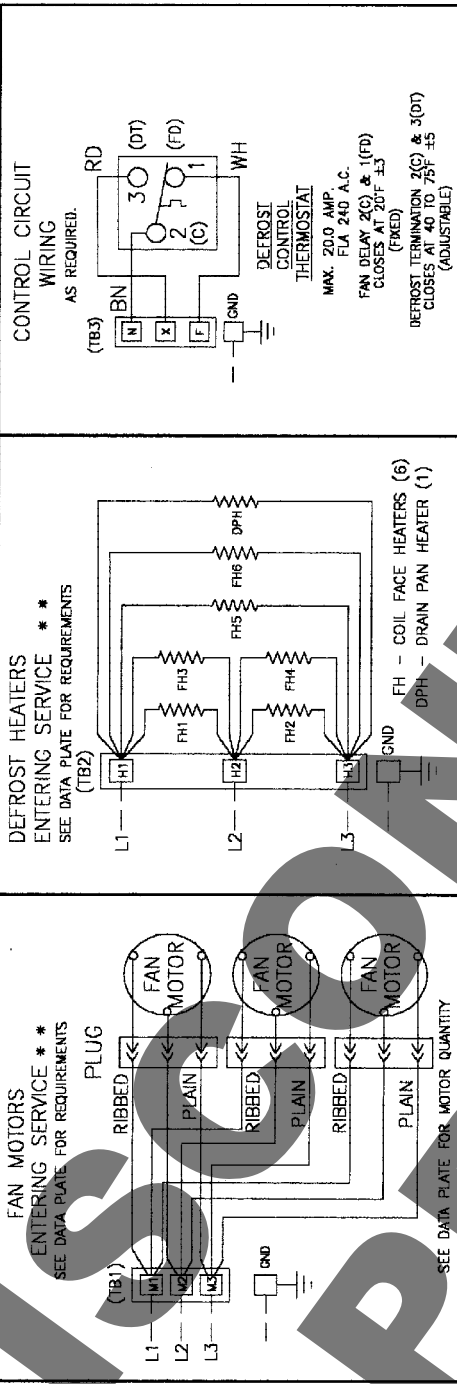 FAN MOTORS
ENTERING SERVICE * *
SEE DATA PLATE FOR REQUIREMENTS
(TB1)
PLUG
L1
M1
L2
M2
L3
M3
GND
RIBBED
PLAIN
FAN
MOTOR
RIBBED
PLAIN
FAN
MOTOR
RIBBED
PLAIN
FAN
MOTOR
SEE DATA PLATE FOR MOTOR QUANTITY
DEFROST HEATERS
ENTERING SERVICE * *
SEE DATA PLATE FOR REQUIREMENTS
(TB2)
L1
H1
L2
H2
L3
H3
GND
FH1
FH3
FH2
FH4
FH5
FH6
DPH
FH - COIL FACE HEATERS (6)
DPH - DRAIN PAN HEATER (1)
CONTROL CIRCUIT
WIRING
AS REQUIRED.
(TB3)
BN
RD
N
X
F
GND
WH
3 (DT)
2
(C)
1
(FD)
DEFROST
CONTROL
THERMOSTAT
MAX. 20.0 AMP.
FLA 240 A.C.
FAN DELAY 2(C) & 1(FD)
CLOSES AT 20°F ±3
(FIXED)
DEFROST TERMINATION 2(C) & 3(DT)
CLOSES AT 40 TO 75°F ±5
(ADJUSTABLE)